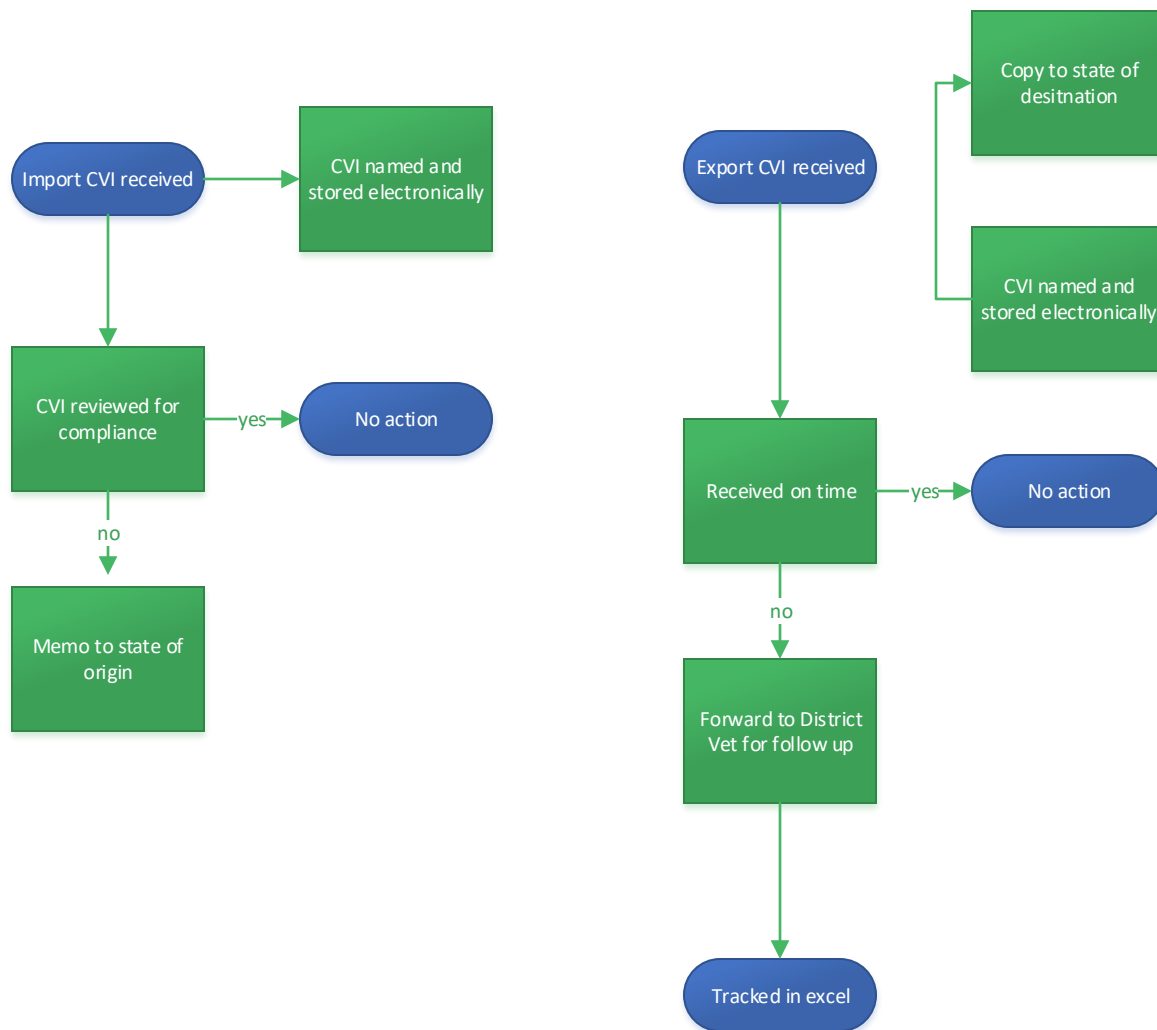 Import CVI received
CVI named and
stored electronically
CVI reviewed for
compliance
yes
No action
no
Memo to state of
origin
Copy to state of
desitnation
Export CVI received
CVI named and
stored electronically
Received on time
yes
No action
no
Forward to District
Vet for follow up
Tracked in excel